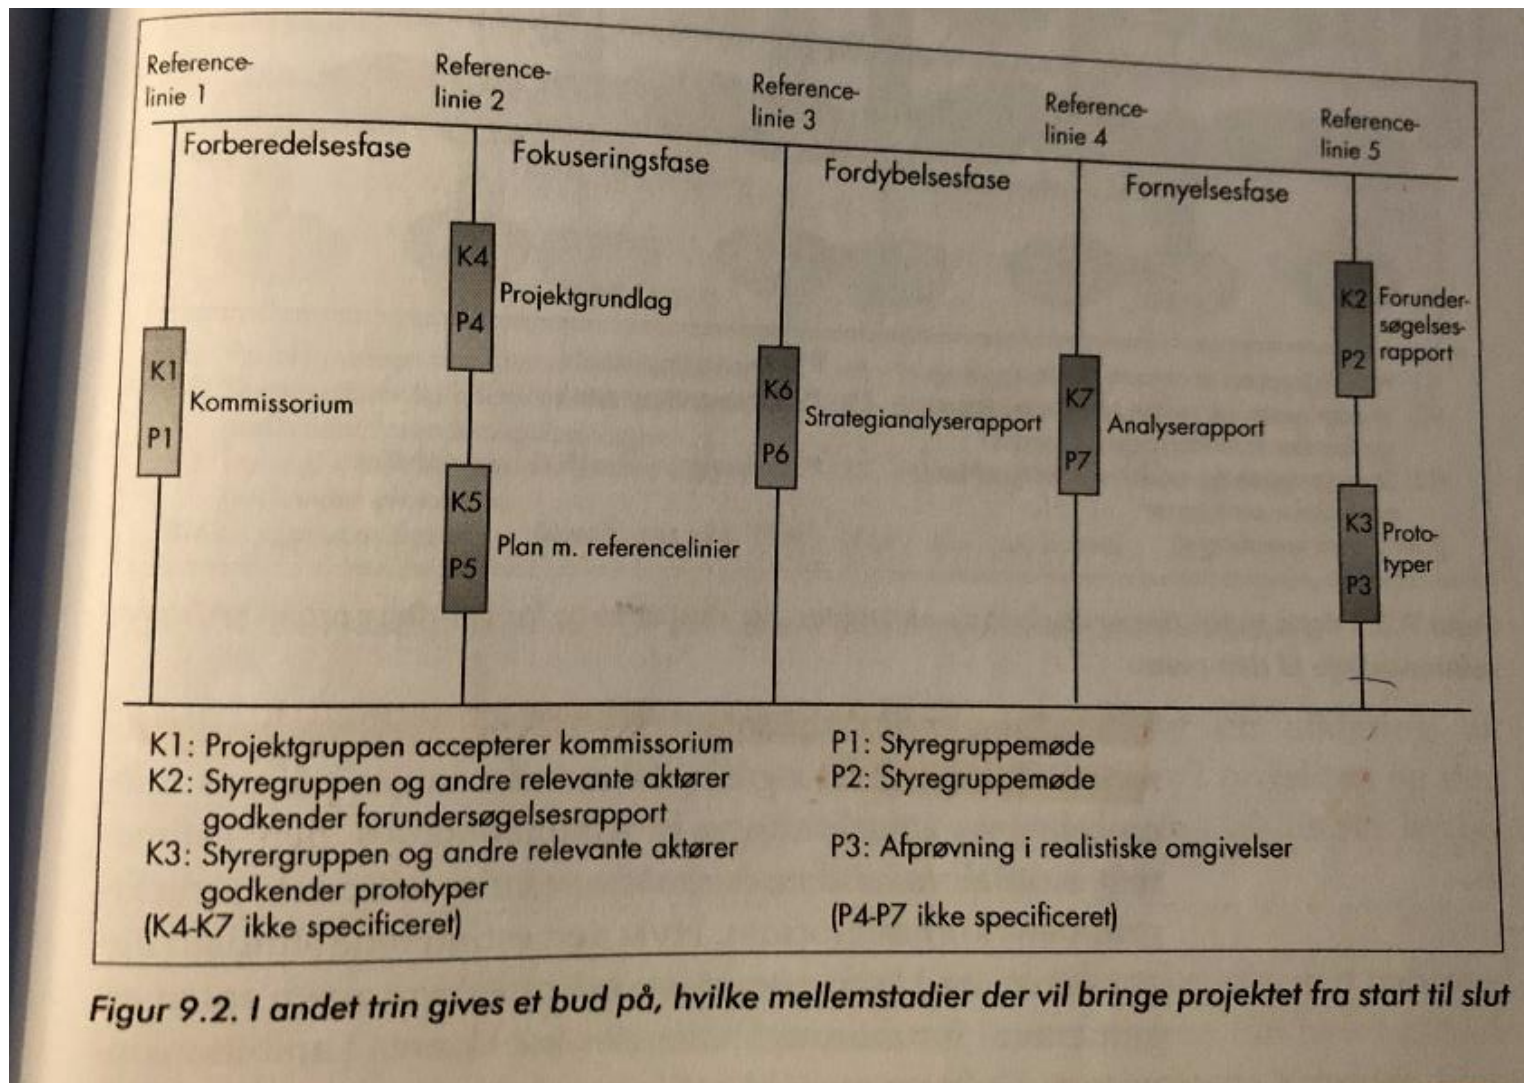 Reference-
linie 1
Reference-
linie 2
Reference-
linie 3
Reference-
linie 4
Reference-
linie 5
Forberedelsesfase
Fokuseringsfase
Fordybelsesfase
Fornyelsesfase
K1
P1
Kommissorium
K4
P4
Projektgrundlag
K5
P5
Plan m. referencelinier
K6
P6
Strategianalyserapport
K7
P7
Analyserapport
K2
P2
Forunder-
søgelses-
rapport
K3
P3
Proto-
typer
K1: Projektgruppen accepterer kommissorium
K2: Styregruppen og andre relevante aktører
godkender forundersøgelsesrapport
K3: Styrergruppen og andre relevante aktører
godkender prototyper
(K4-K7 ikke specificeret)
P1: Styregruppemøde
P2: Styregruppemøde
P3: Afprøvning i realistiske omgivelser
(P4-P7 ikke specificeret)
Figur 9.2. I andet trin gives et bud på, hvilke mellemstadier der vil bringe projektet fra start til slut